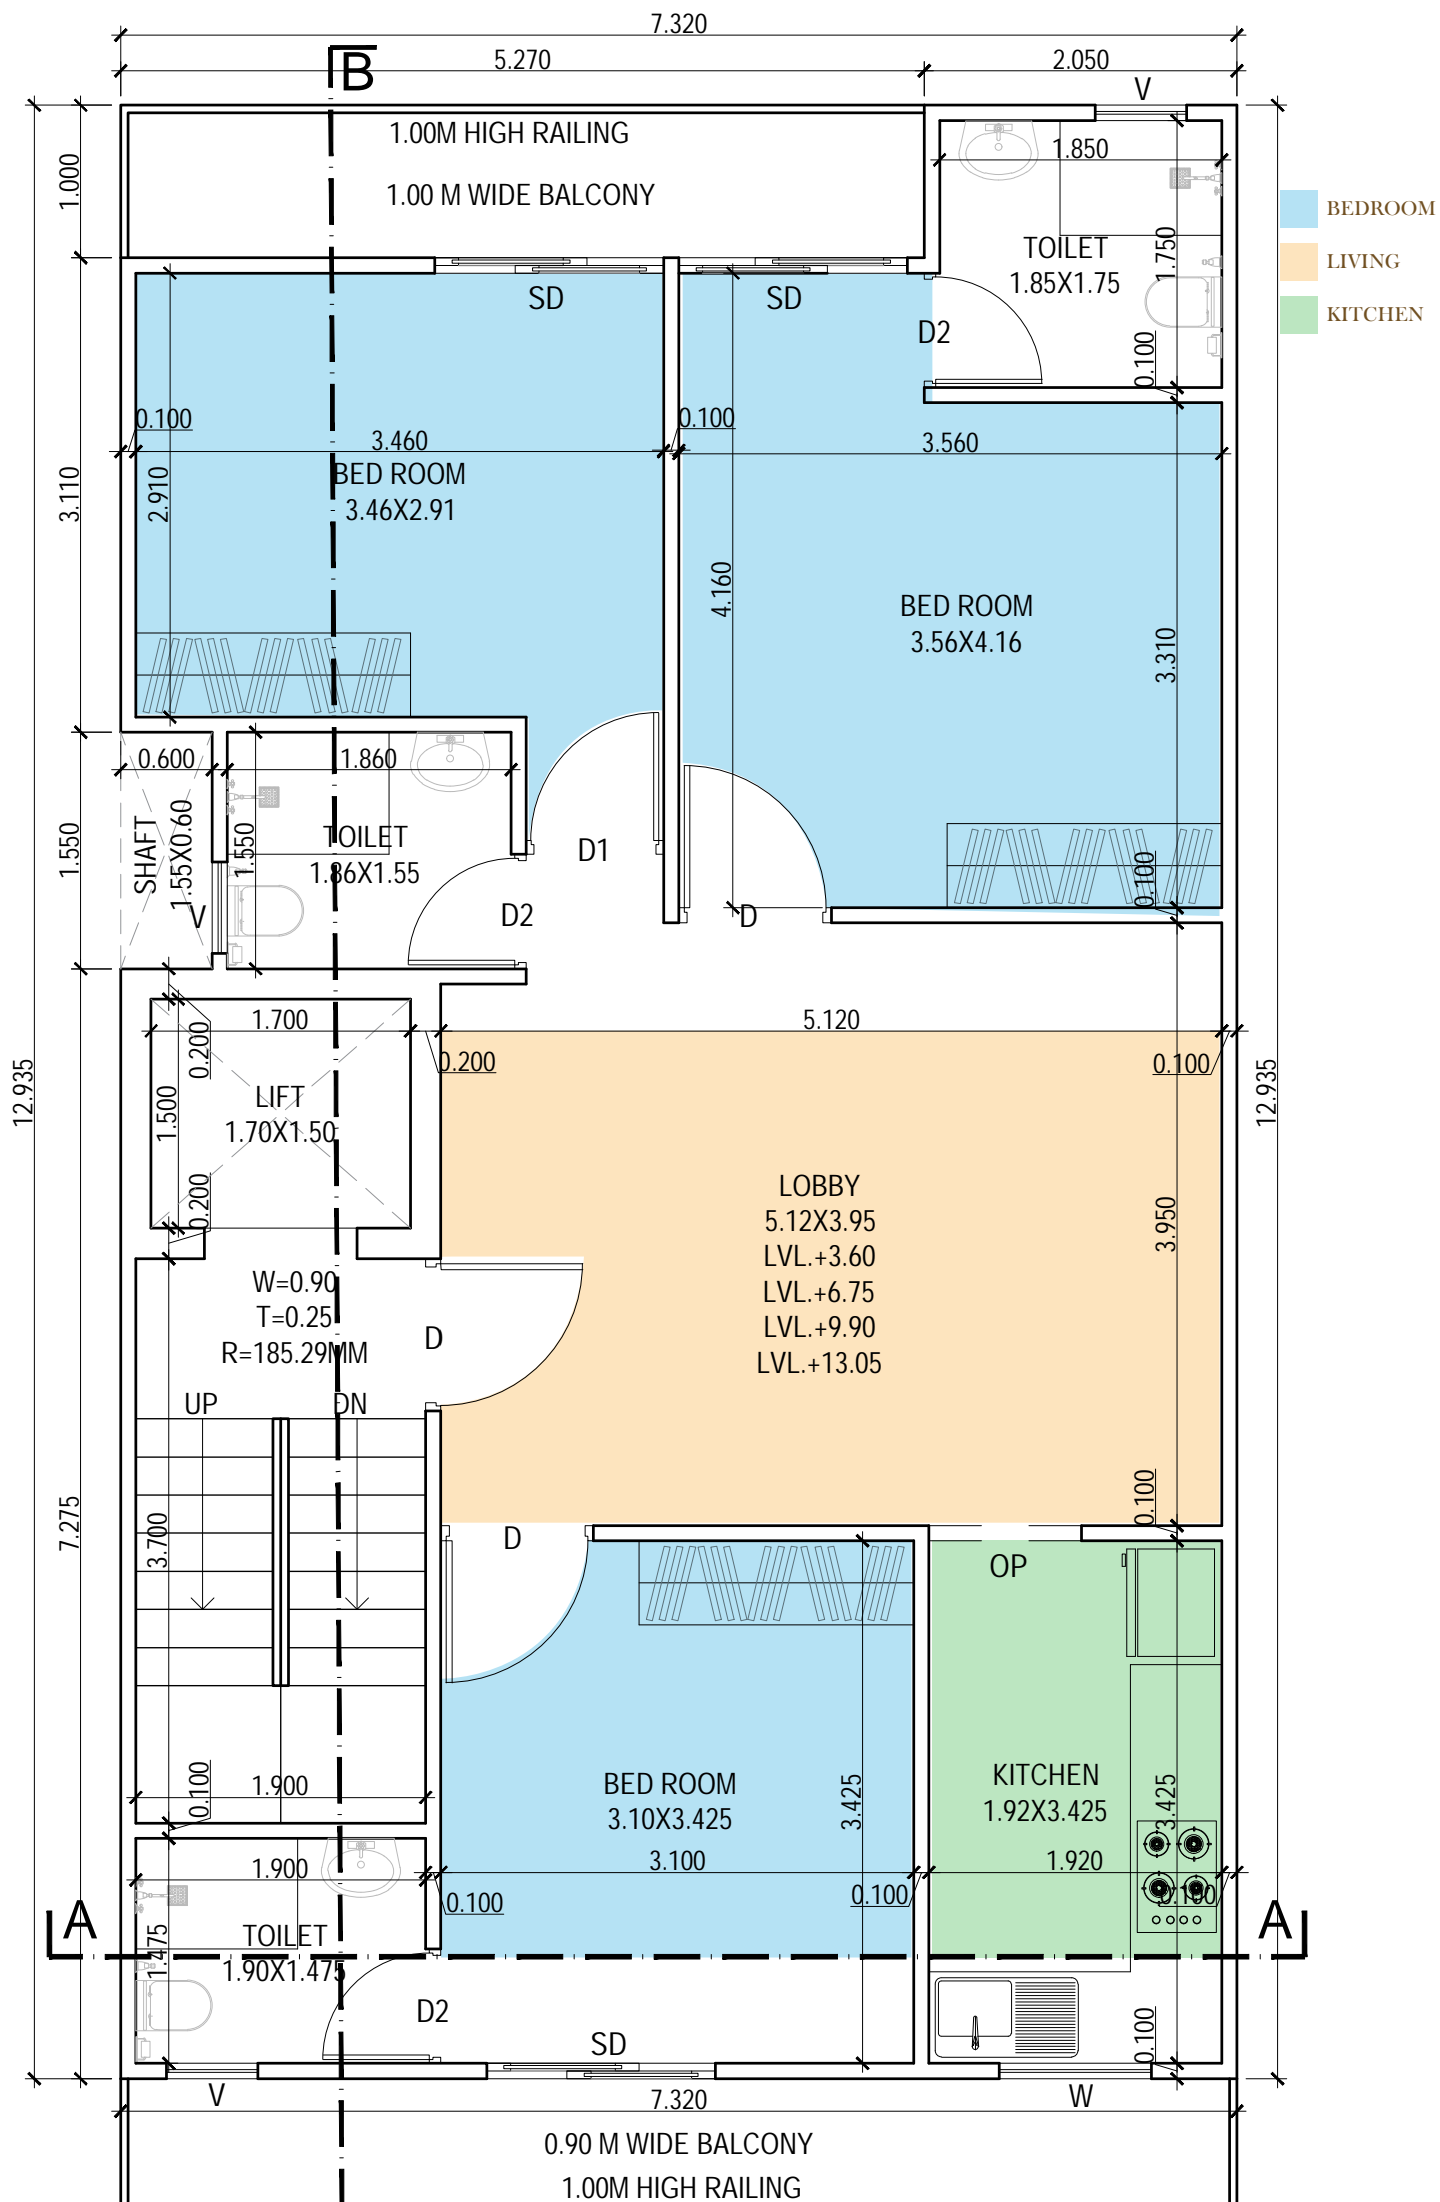 7.320
5.270
2.050
B
V
1.00M HIGH RAILING
1.00 M WIDE BALCONY
1.000
1.850
TOILET
1.85X1.75
1.750
BEDROOM
LIVING
KITCHEN
SD
SD
D2
0.100
0.100
3.460
0.100
3.560
BED ROOM
3.46X2.91
2.910
3.110
4.160
BED ROOM
3.56X4.16
3.310
0.600
1.860
SHAFT
1.55X0.60
1.550
1.550
TOILET
1.86X1.55
D1
V
D2
D
0.100
1.700
5.120
0.200
0.200
0.100
12.935
12.935
1.500
LIFT
1.70X1.50
0.200
LOBBY
5.12X3.95
LVL.+3.60
LVL.+6.75
LVL.+9.90
LVL.+13.05
3.950
W=0.90
T=0.25
R=185.29MM
D
UP
DN
7.275
3.700
0.100
D
OP
BED ROOM
3.10X3.425
3.425
KITCHEN
1.92X3.425
3.425
0.100
1.900
1.900
3.100
1.920
0.100
0.100
0.100
A
A
1.475
TOILET
1.90X1.475
D2
SD
0.100
V
7.320
W
0.90 M WIDE BALCONY
1.00M HIGH RAILING